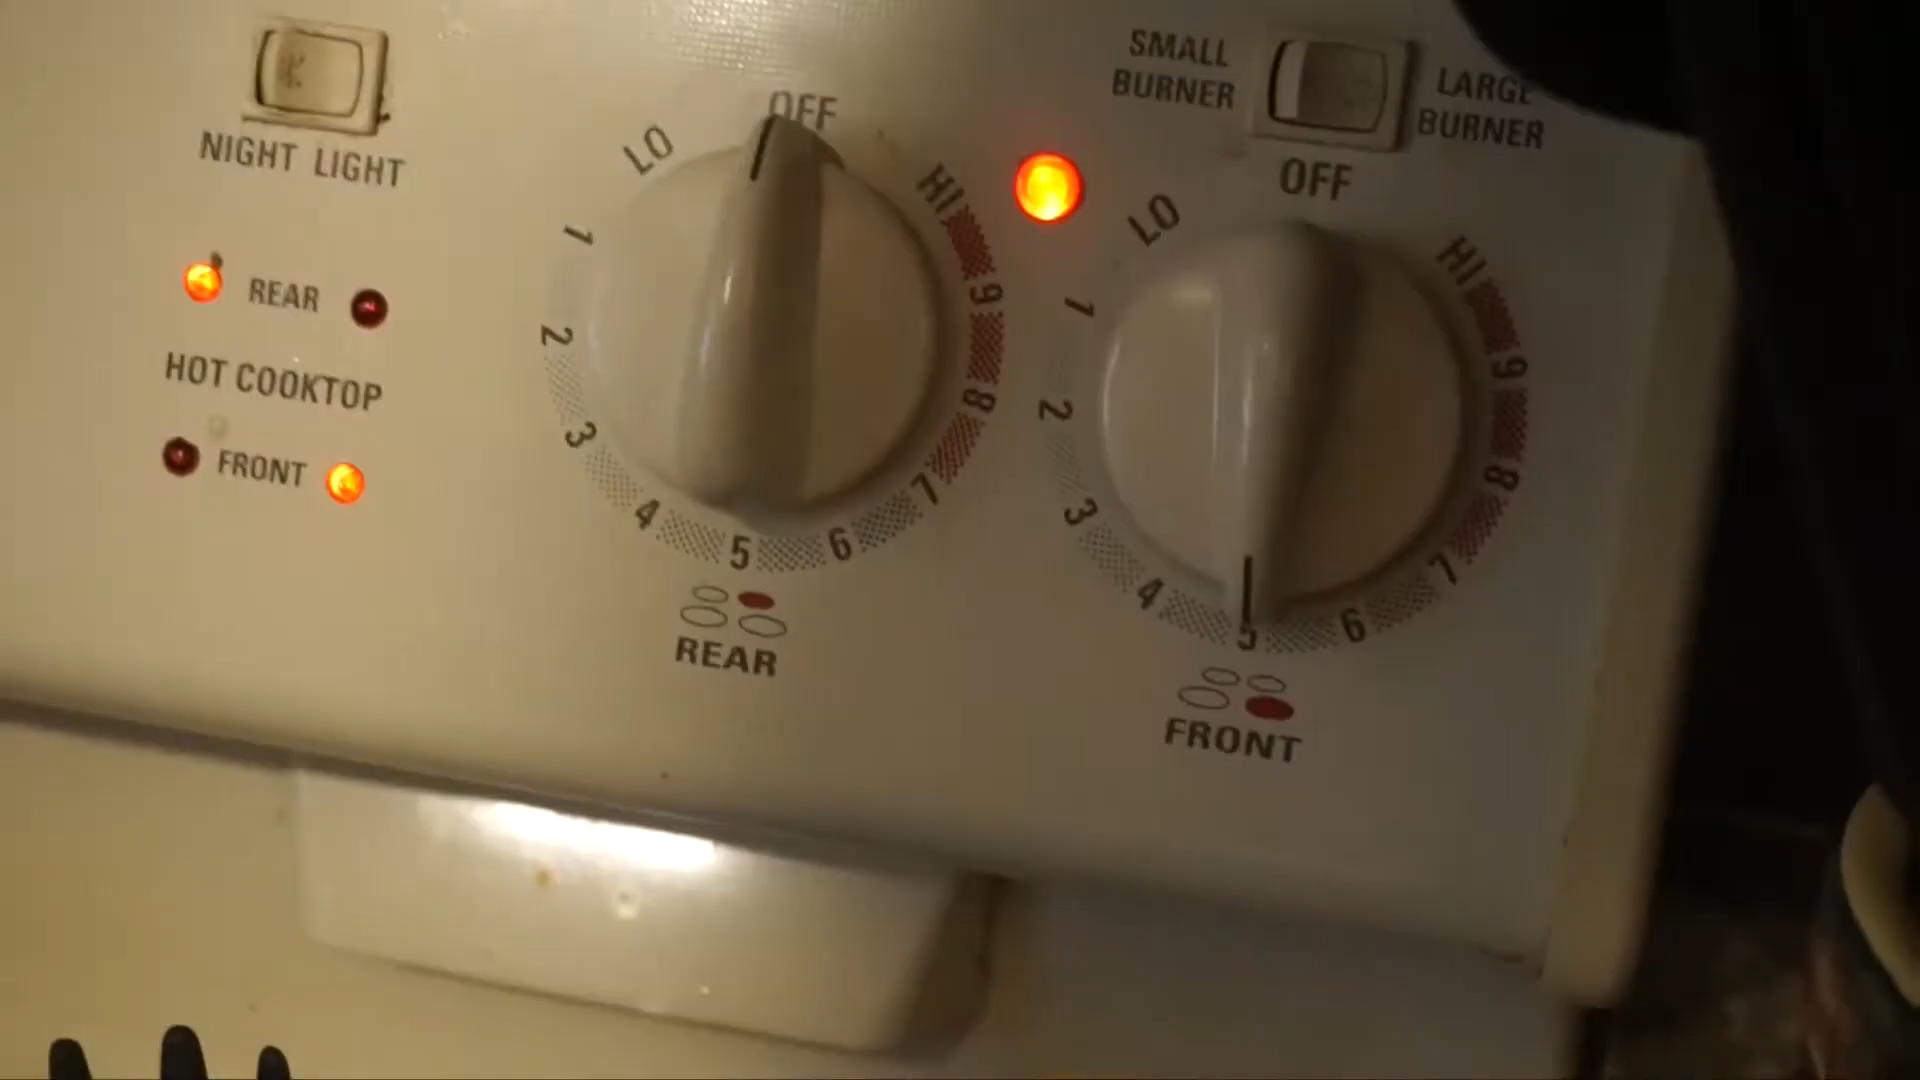 NIGHT LIGHT
REAR
HOT COOKTOP
FRONT
OFF
LO
1
2
3
4
5
6
7
8
9
HI
REAR
SMALL
BURNER
LARGE
BURNER
OFF
LO
1
2
3
4
5
6
7
8
9
HI
FRONT